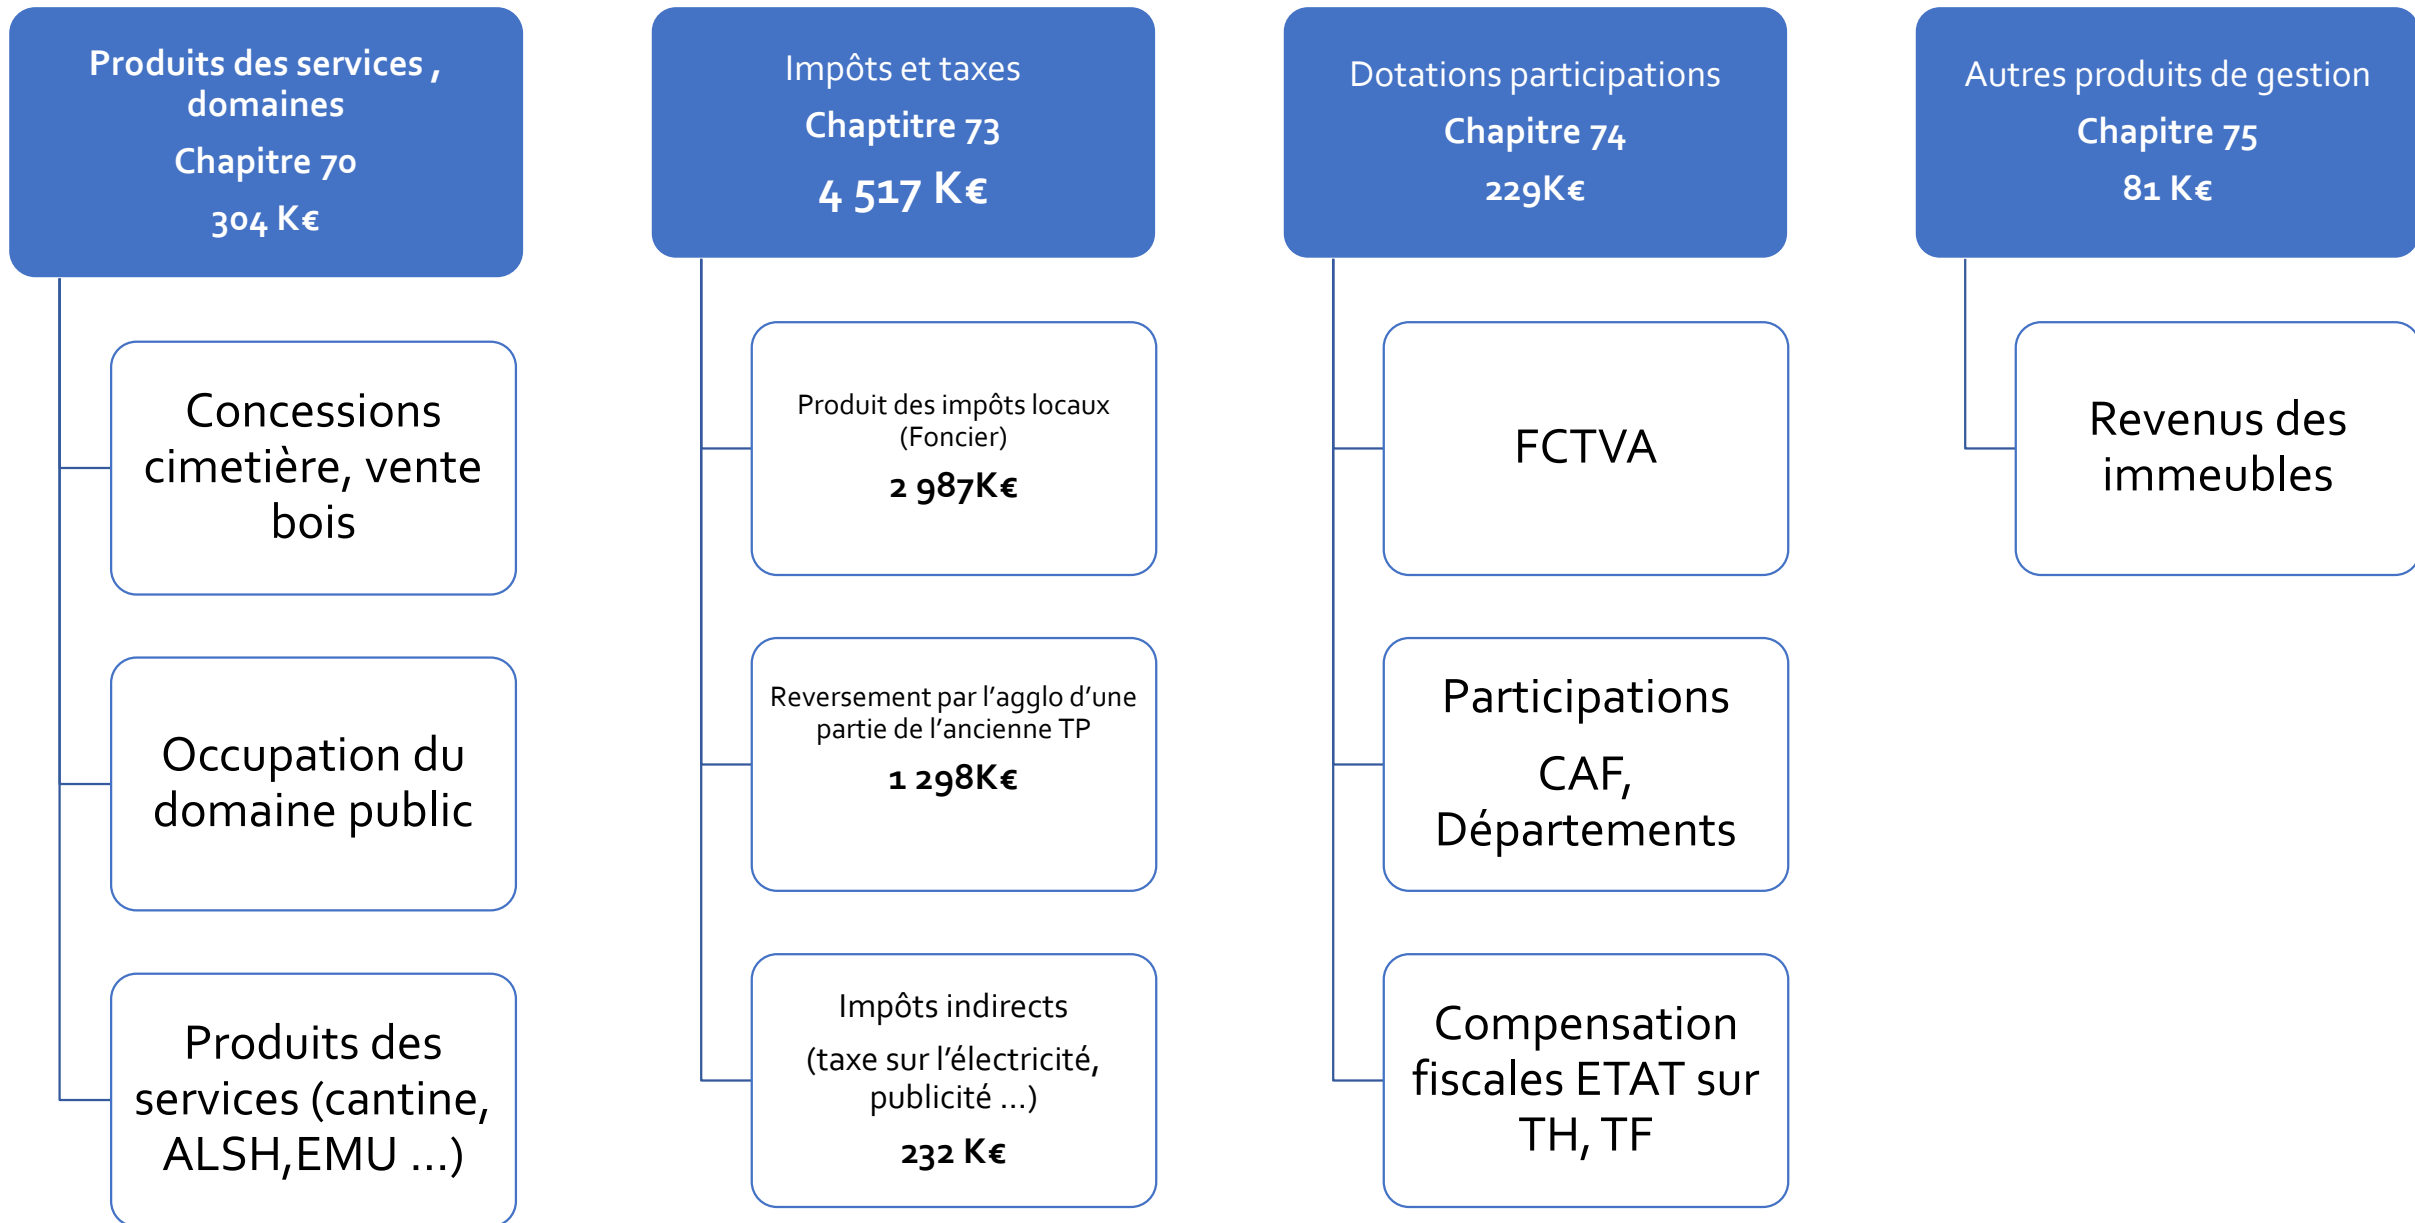 Produits des services ,
domaines
Chapitre 70
304 K€
Concessions
cimetière, vente
bois
Occupation du
domaine public
Produits des
services (cantine,
ALSH,EMU ...)
Impôts et taxes
Chaptitre 73
4 517 K€
Produit des impôts locaux
(Foncier)
2 987K€
Reversement par l’agglo d’une
partie de l’ancienne TP
1 298K€
Impôts indirects
(taxe sur l’électricité,
publicité ...)
232 K€
Dotations participations
Chapitre 74
229K€
FCTVA
Participations
CAF,
Départements
Compensation
fiscales ETAT sur
TH, TF
Autres produits de gestion
Chapitre 75
81 K€
Revenus des
immeubles